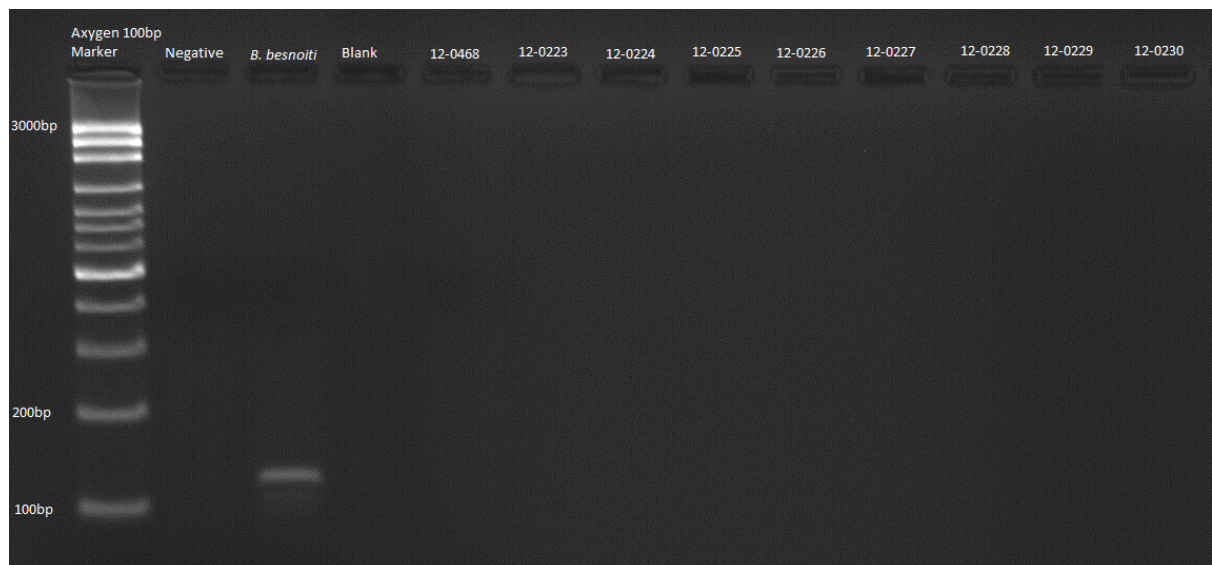 Axygen 100bp
Marker
Negative
B. besnoiti
Blank
12-0468
12-0223
12-0224
12-0225
12-0226
12-0227
12-0228
12-0229
12-0230
3000bp
200bp
100bp